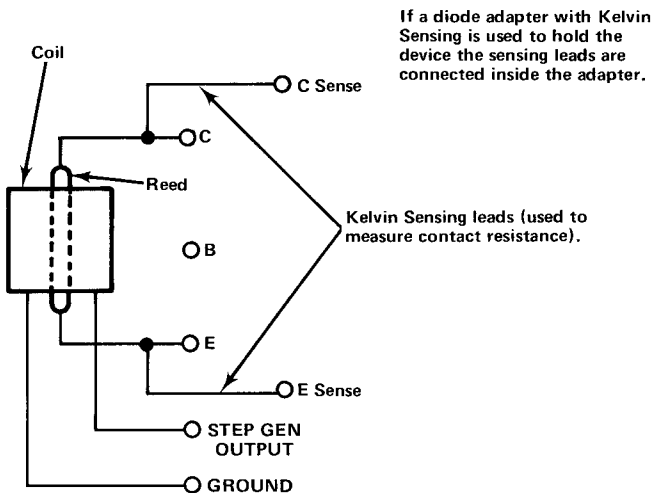 If a diode adapter with Kelvin
Sensing is used to hold the
device the sensing leads are
connected inside the adapter.
Coil
C Sense
C
Reed
Kelvin Sensing leads (used to
measure contact resistance).
B
E
E Sense
STEP GEN
OUTPUT
GROUND